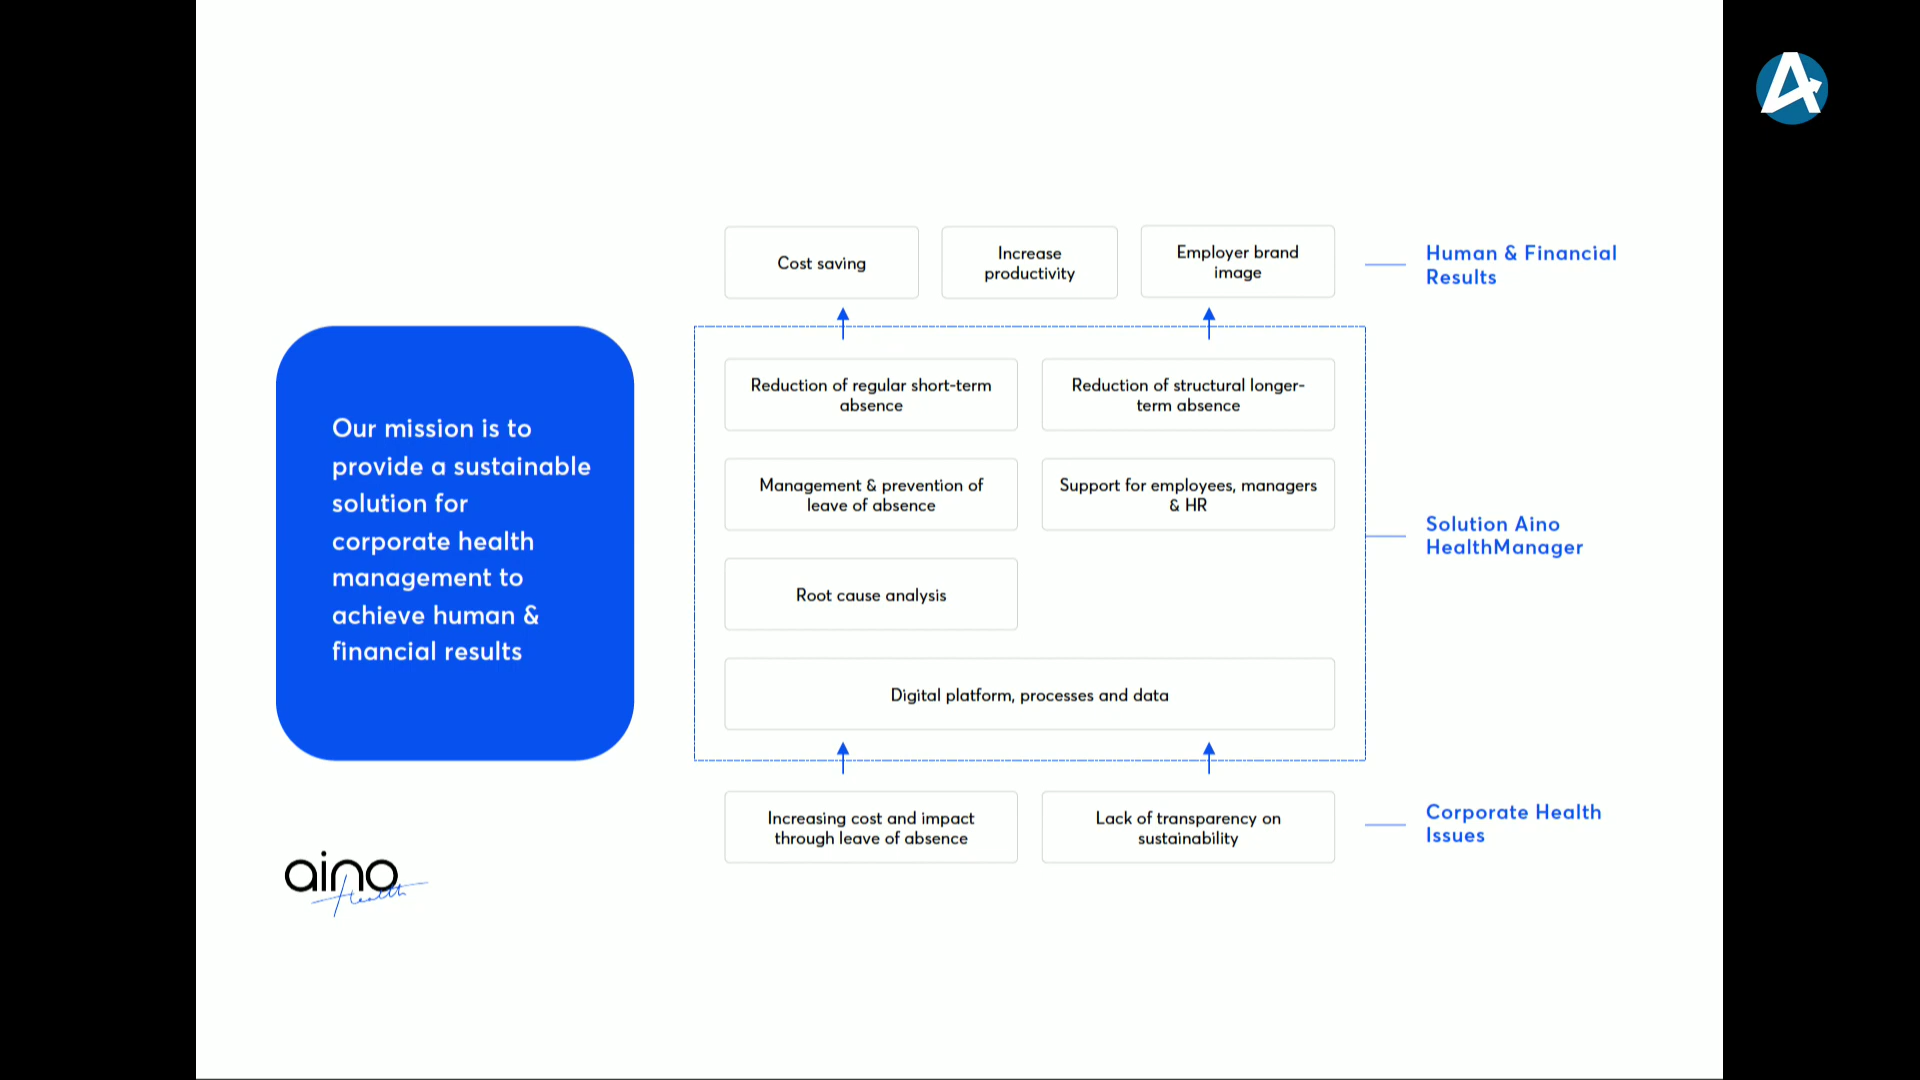 Cost saving
Increase
productivity
Employer brand
image
Human & Financial
Results
Our mission is to
provide a sustainable
solution for
corporate health
management to
achieve human &
financial results
Reduction of regular short-term
absence
Reduction of structural longer-
term absence
Management & prevention of
leave of absence
Support for employees, managers
& HR
Root cause analysis
Digital platform, processes and data
Solution Aino
HealthManager
Increasing cost and impact
through leave of absence
Lack of transparency on
sustainability
Corporate Health
Issues
aino
Health